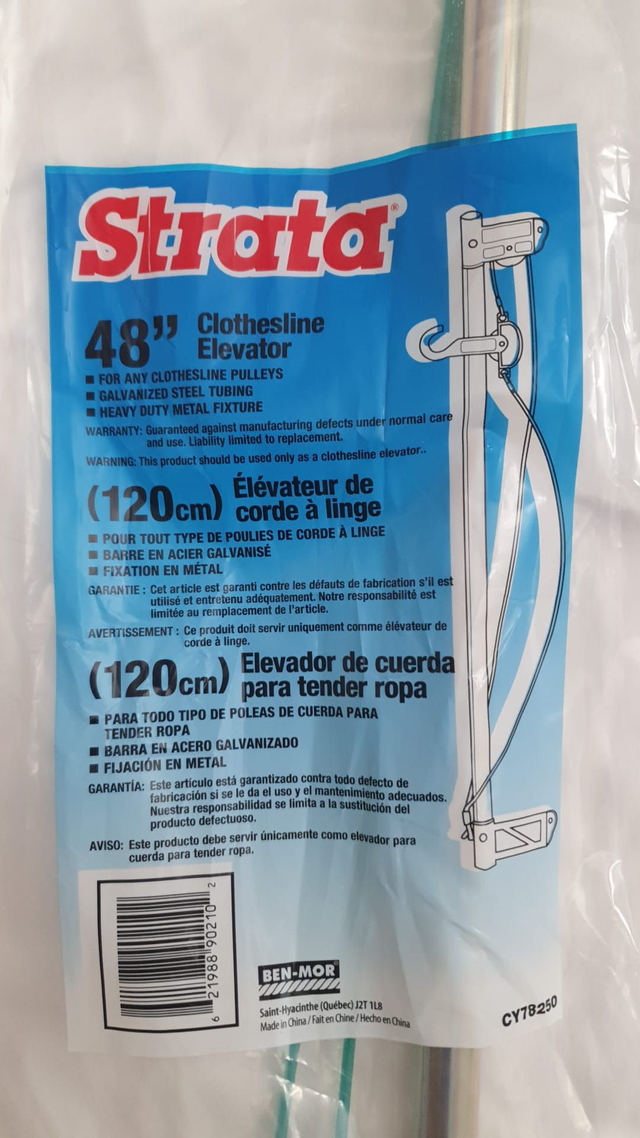 Strata®
48” Clothesline
Elevator
■ FOR ANY CLOTHESLINE PULLEYS
■ GALVANIZED STEEL TUBING
■ HEAVY DUTY METAL FIXTURE
WARRANTY: Guaranteed against manufacturing defects under normal care
and use. Liability limited to replacement.
WARNING: This product should be used only as a clothesline elevator..
(120cm) Élévateur de
corde à linge
■ POUR TOUT TYPE DE POULIES DE CORDE À LINGE
■ BARRE EN ACIER GALVANISÉ
■ FIXATION EN MÉTAL
GARANTIE : Cet article est garanti contre les défauts de fabrication s'il est
utilisé et entretenu adéquatement. Notre responsabilité est
limitée au remplacement de l'article.
AVERTISSEMENT : Ce produit doit servir uniquement comme élévateur de
corde à linge.
(120cm) Elevador de cuerda
para tender ropa
■ PARA TODO TIPO DE POLEAS DE CUERDA PARA
TENDER ROPA
■ BARRA EN ACERO GALVANIZADO
■ FIJACIÓN EN METAL
GARANTÍA: Este artículo está garantizado contra todo defecto de
fabricación si se le da el uso y el mantenimiento adecuados.
Nuestra responsabilidad se limita a la sustitución del
producto defectuoso.
AVISO: Este producto debe servir únicamente como elevador para
cuerda para tender ropa.
6 21988 90210 2
BEN-MOR
Saint-Hyacinthe (Québec) J2T 1L8
Made in China / Fait en Chine / Hecho en China
CY78250